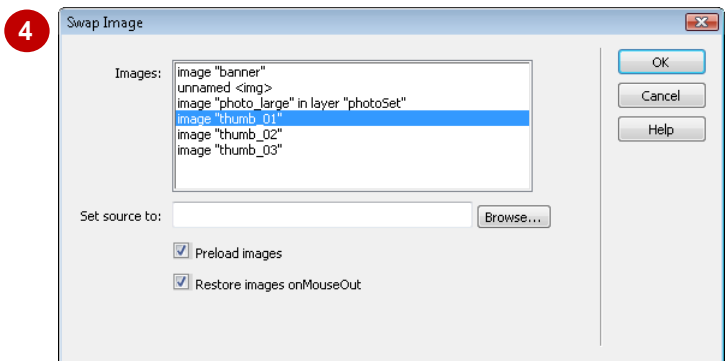 4
Swap Image
Images:
image "banner"
unnamed <img>
image "photo_large" in layer "photoSet"
image "thumb_01"
image "thumb_02"
image "thumb_03"
OK
Cancel
Help
Set source to:
Browse...
Preload images
Restore images onMouseOut